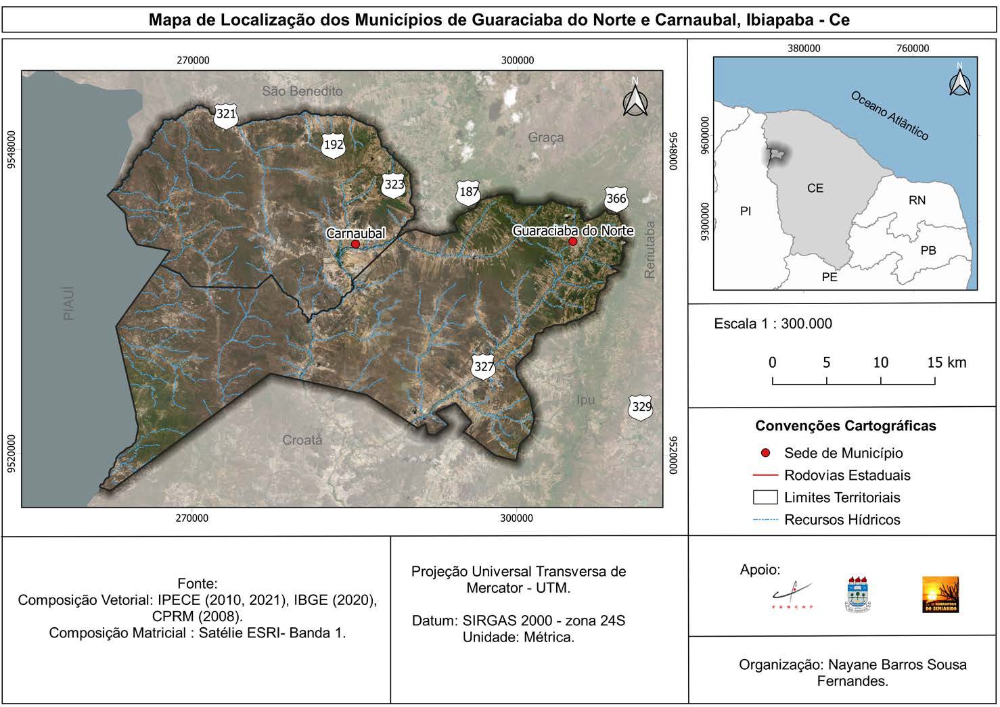 Mapa de Localização dos Municípios de Guaraciaba do Norte e Carnaubal, Ibiapaba - Ce
270000
300000
N
São Benedito
321
192
Graça
323
187
366
9548000
9548000
Carnaubal
Guaraciaba do Norte
Reriutaba
PIAUÍ
327
Ipu
329
Croatá
9520000
9520000
270000
300000
380000
760000
N
Oceano Atlântico
9600000
9300000
CE
PI
RN
PB
PE
Escala 1 : 300.000
0 5 10 15 km
Convenções Cartográficas
Sede de Município
Rodovias Estaduais
Limites Territoriais
Recursos Hídricos
Fonte:
Composição Vetorial: IPECE (2010, 2021), IBGE (2020),
CPRM (2008).
Composição Matricial : Satélie ESRI- Banda 1.
Projeção Universal Transversa de
Mercator - UTM.
Datum: SIRGAS 2000 - zona 24S
Unidade: Métrica.
Apoio:
FUNCAP
OBSERVATÓRIO
DO SEMIÁRIDO
Organização: Nayane Barros Sousa
Fernandes.